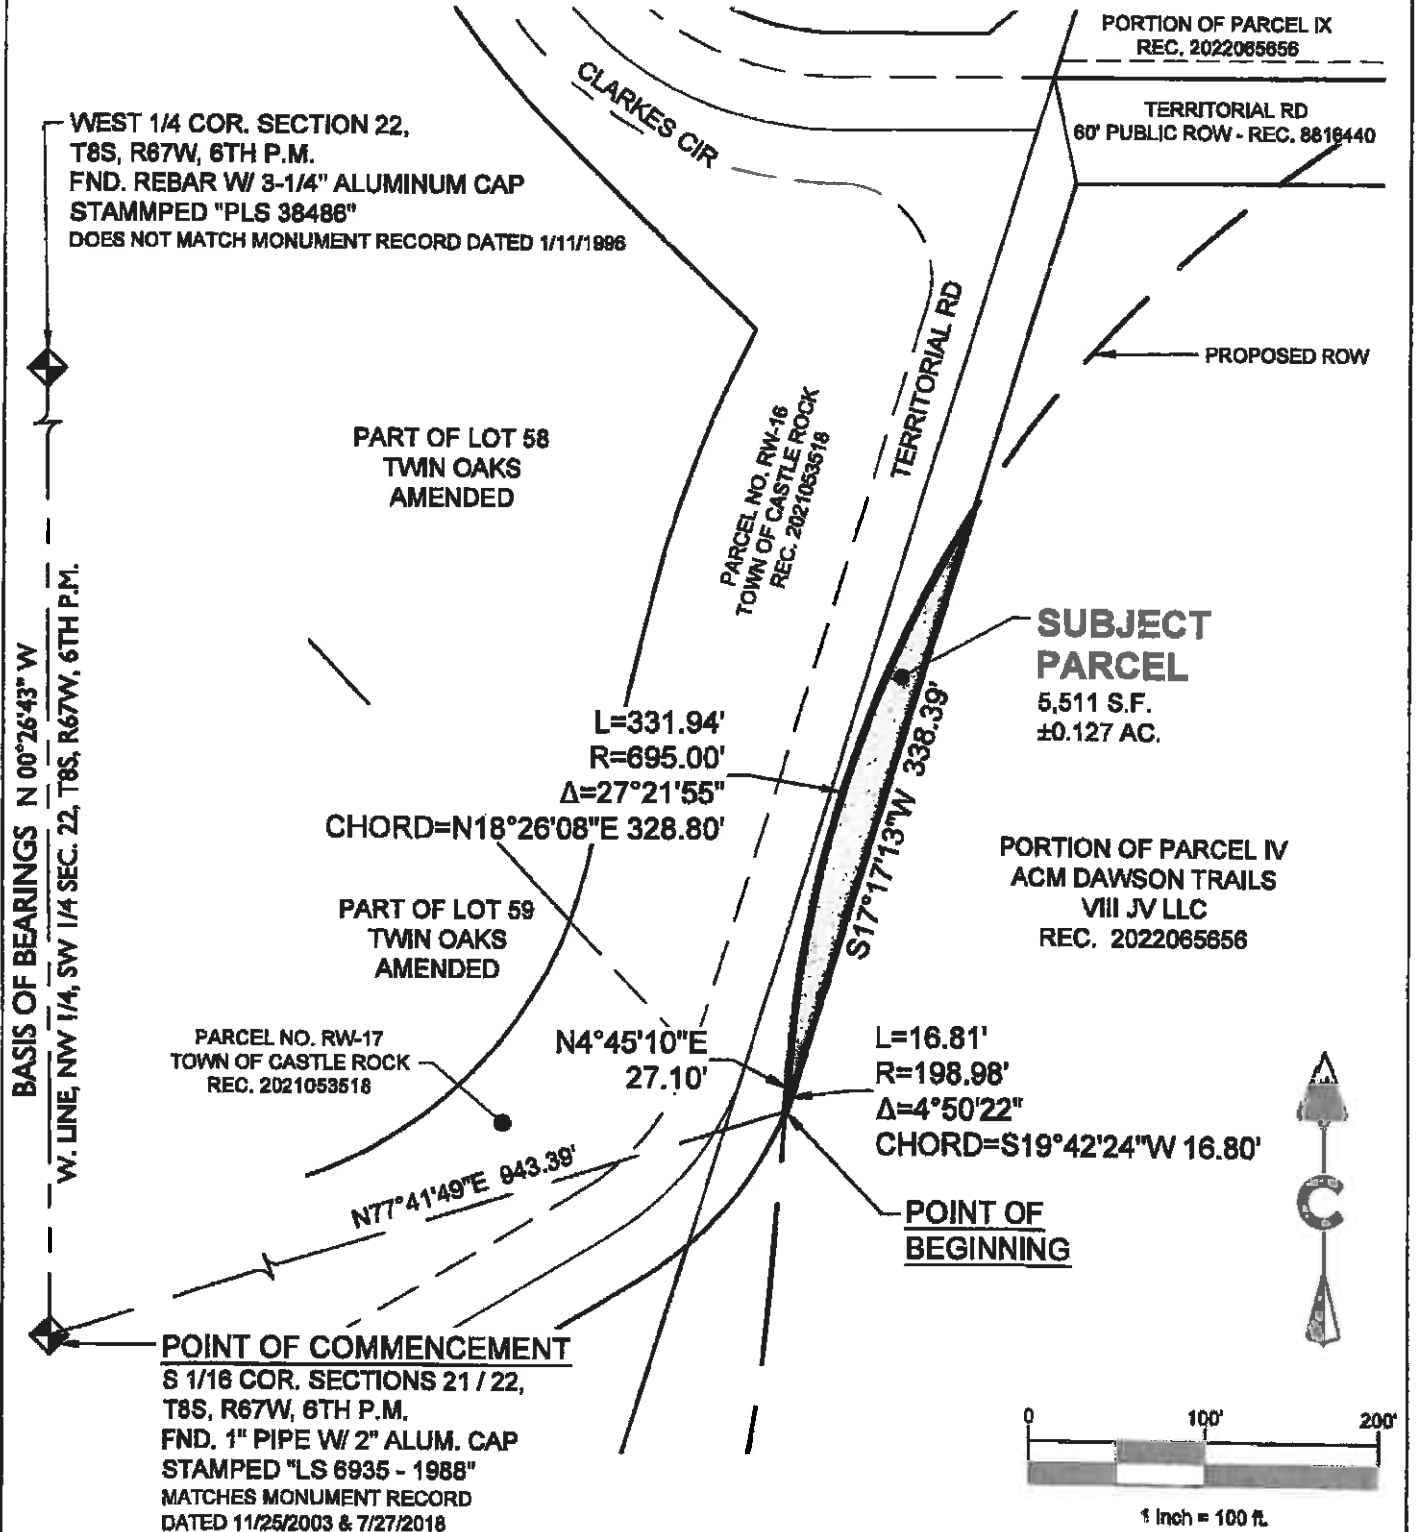 PORTION OF PARCEL IX
REC. 2022065656
CLARKES CIR
TERRITORIAL RD
60' PUBLIC ROW - REC. 8816440
WEST 1/4 COR. SECTION 22,
T8S, R67W, 6TH P.M.
FND. REBAR W/ 3-1/4" ALUMINUM CAP
STAMMPED "PLS 38486"
DOES NOT MATCH MONUMENT RECORD DATED 1/11/1996
TERRITORIAL RD
PROPOSED ROW
PART OF LOT 58
TWIN OAKS
AMENDED
PARCEL NO. RW-16
TOWN OF CASTLE ROCK
REC. 2021053518
BASIS OF BEARINGS N 00°26'43" W
W. LINE, NW 1/4, SW 1/4 SEC. 22, T8S, R67W, 6TH P.M.
SUBJECT
PARCEL
5,511 S.F.
±0.127 AC.
L=331.94'
R=695.00'
Δ=27°21'55"
CHORD=N18°26'08"E 328.80'
S17°17'13"W 338.39'
PORTION OF PARCEL IV
ACM DAWSON TRAILS
VIII JV LLC
REC. 2022065656
PART OF LOT 59
TWIN OAKS
AMENDED
PARCEL NO. RW-17
TOWN OF CASTLE ROCK
REC. 2021053518
N4°45'10"E
27.10'
L=16.81'
R=198.98'
Δ=4°50'22"
CHORD=S19°42'24"W 16.80'
N77°41'49"E 943.39'
POINT OF
BEGINNING
C
POINT OF COMMENCEMENT
S 1/16 COR. SECTIONS 21 / 22,
T8S, R67W, 6TH P.M.
FND. 1" PIPE W/ 2" ALUM. CAP
STAMPED "LS 6935 - 1988"
MATCHES MONUMENT RECORD
DATED 11/25/2003 & 7/27/2018
0 100' 200'
1 inch = 100 ft.